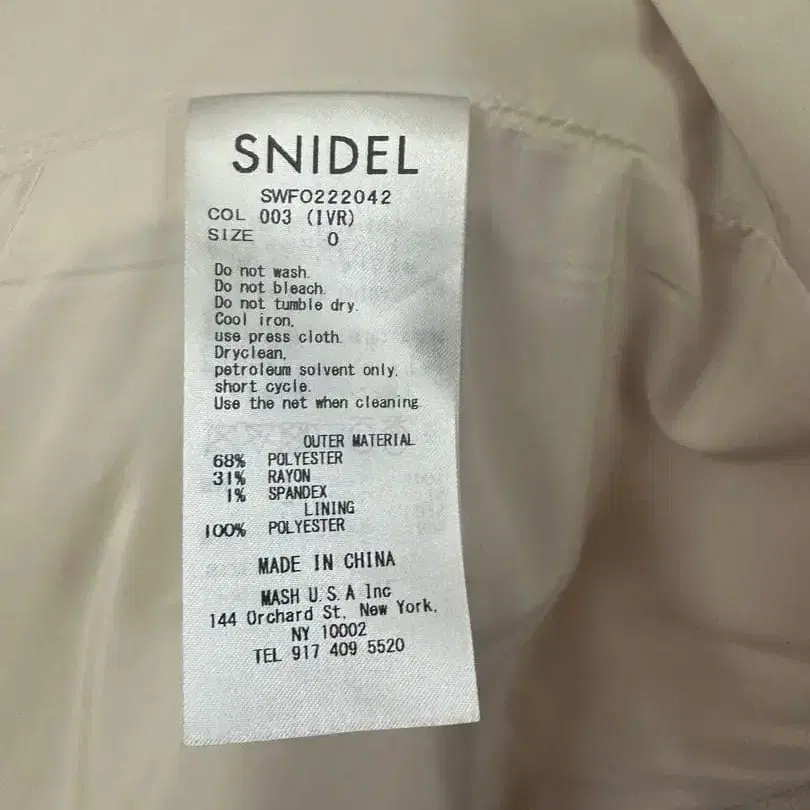 SNIDEL
SWFO222042
COL 003 (IVR)
SIZE 0
Do not wash.
Do not bleach.
Do not tumble dry.
Cool iron,
use press cloth.
Dryclean,
petroleum solvent only,
short cycle.
Use the net when cleaning.
OUTER MATERIAL
68% POLYESTER
31% RAYON
1% SPANDEX
LINING
100% POLYESTER
MADE IN CHINA
MASH U.S.A Inc
144 Orchard St, New York,
NY 10002
TEL 917 409 5520